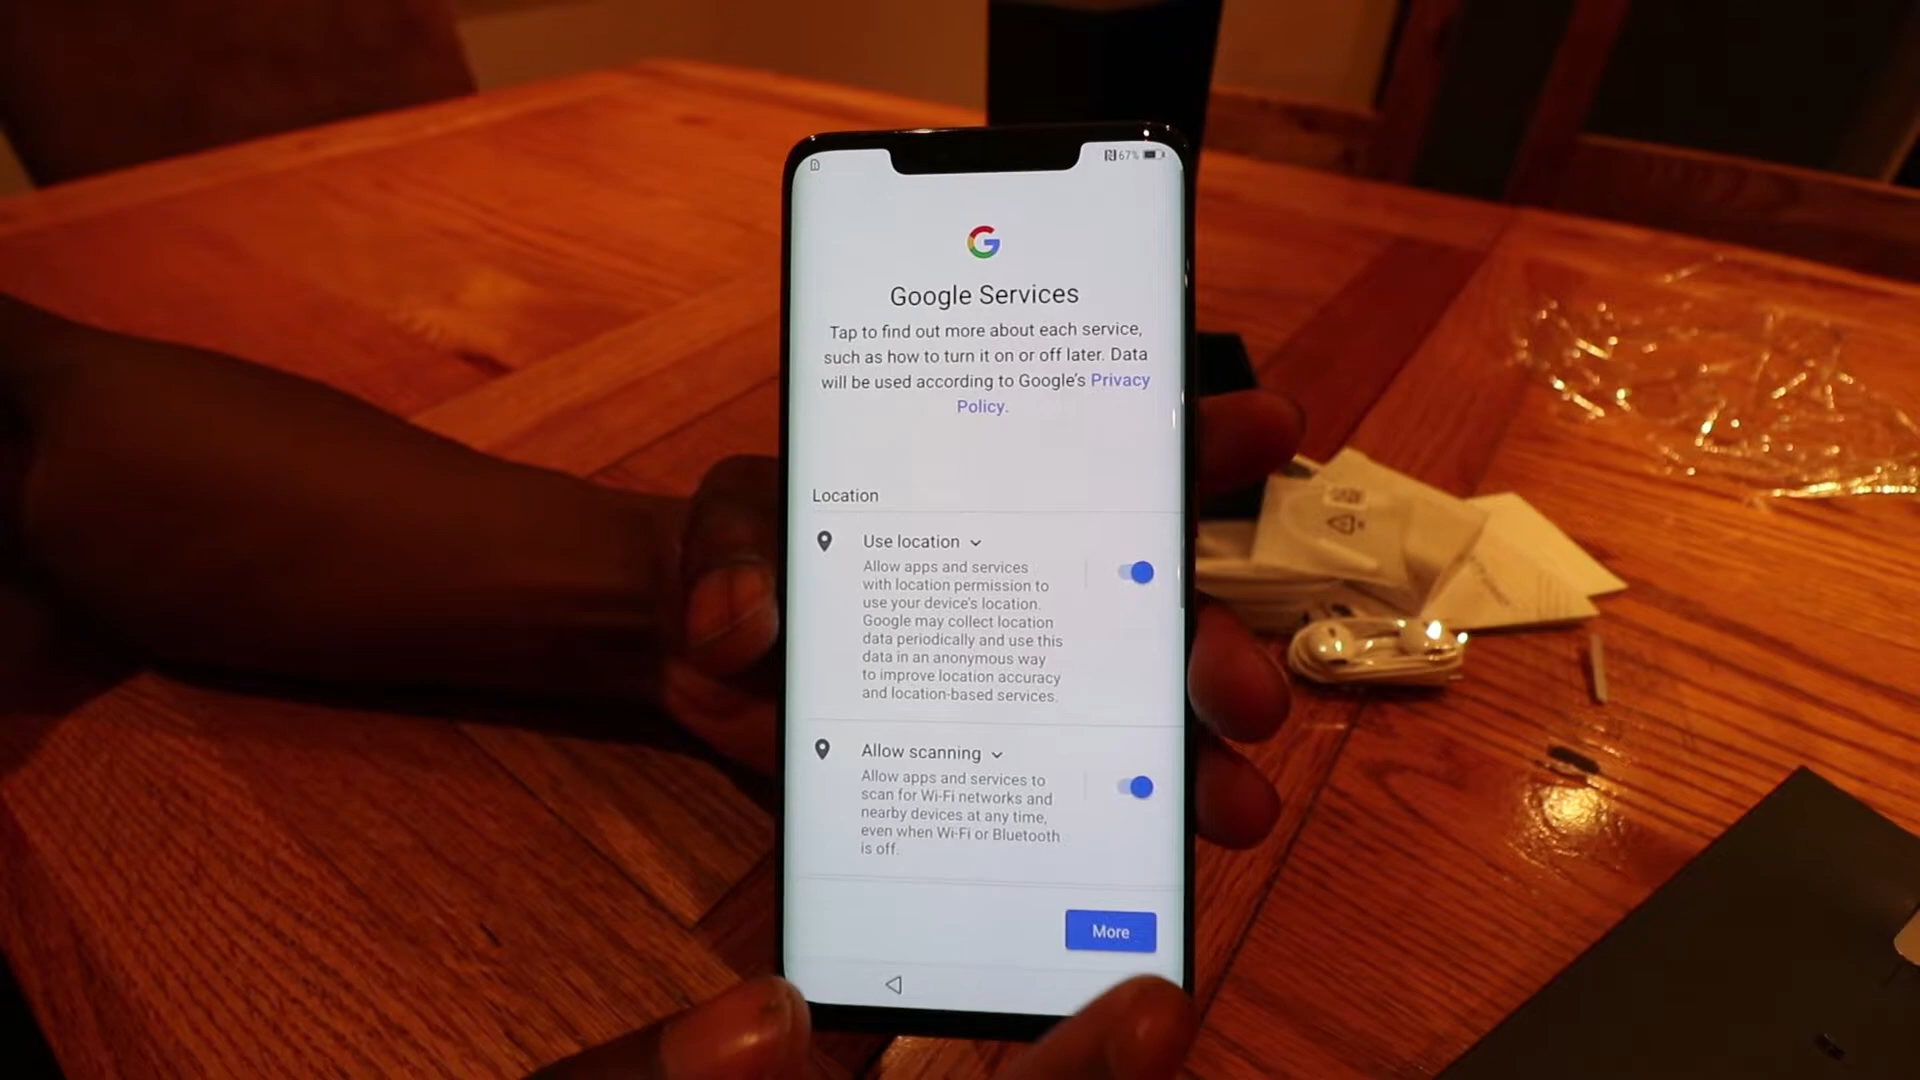 67%
Google Services
Tap to find out more about each service,
such as how to turn it on or off later. Data
will be used according to Google's Privacy
Policy.
Location
Use location
Allow apps and services
with location permission to
use your device's location.
Google may collect location
data periodically and use this
data in an anonymous way
to improve location accuracy
and location-based services.
Allow scanning
Allow apps and services to
scan for Wi-Fi networks and
nearby devices at any time,
even when Wi-Fi or Bluetooth
is off.
More